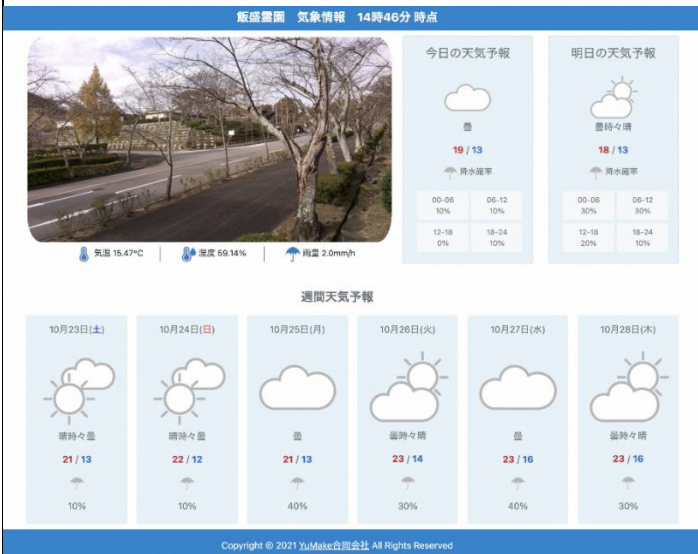 飯盛霊園 気象情報 14時46分 時点
気温 15.47°C
湿度 59.14%
雨量 2.0mm/h
今日の天気予報
曇
19 / 13
降水確率
00-06 06-12
10% 10%
12-18 18-24
0% 10%
明日の天気予報
曇時々晴
18 / 13
降水確率
00-06 06-12
30% 30%
12-18 18-24
20% 10%
週間天気予報
10月23日(土)
晴時々曇
21 / 13
10%
10月24日(日)
晴時々曇
22 / 12
10%
10月25日(月)
曇
21 / 13
40%
10月26日(火)
曇時々晴
23 / 14
30%
10月27日(水)
曇
23 / 16
40%
10月28日(木)
曇時々晴
23 / 16
30%
Copyright © 2021 YuMake合同会社 All Rights Reserved